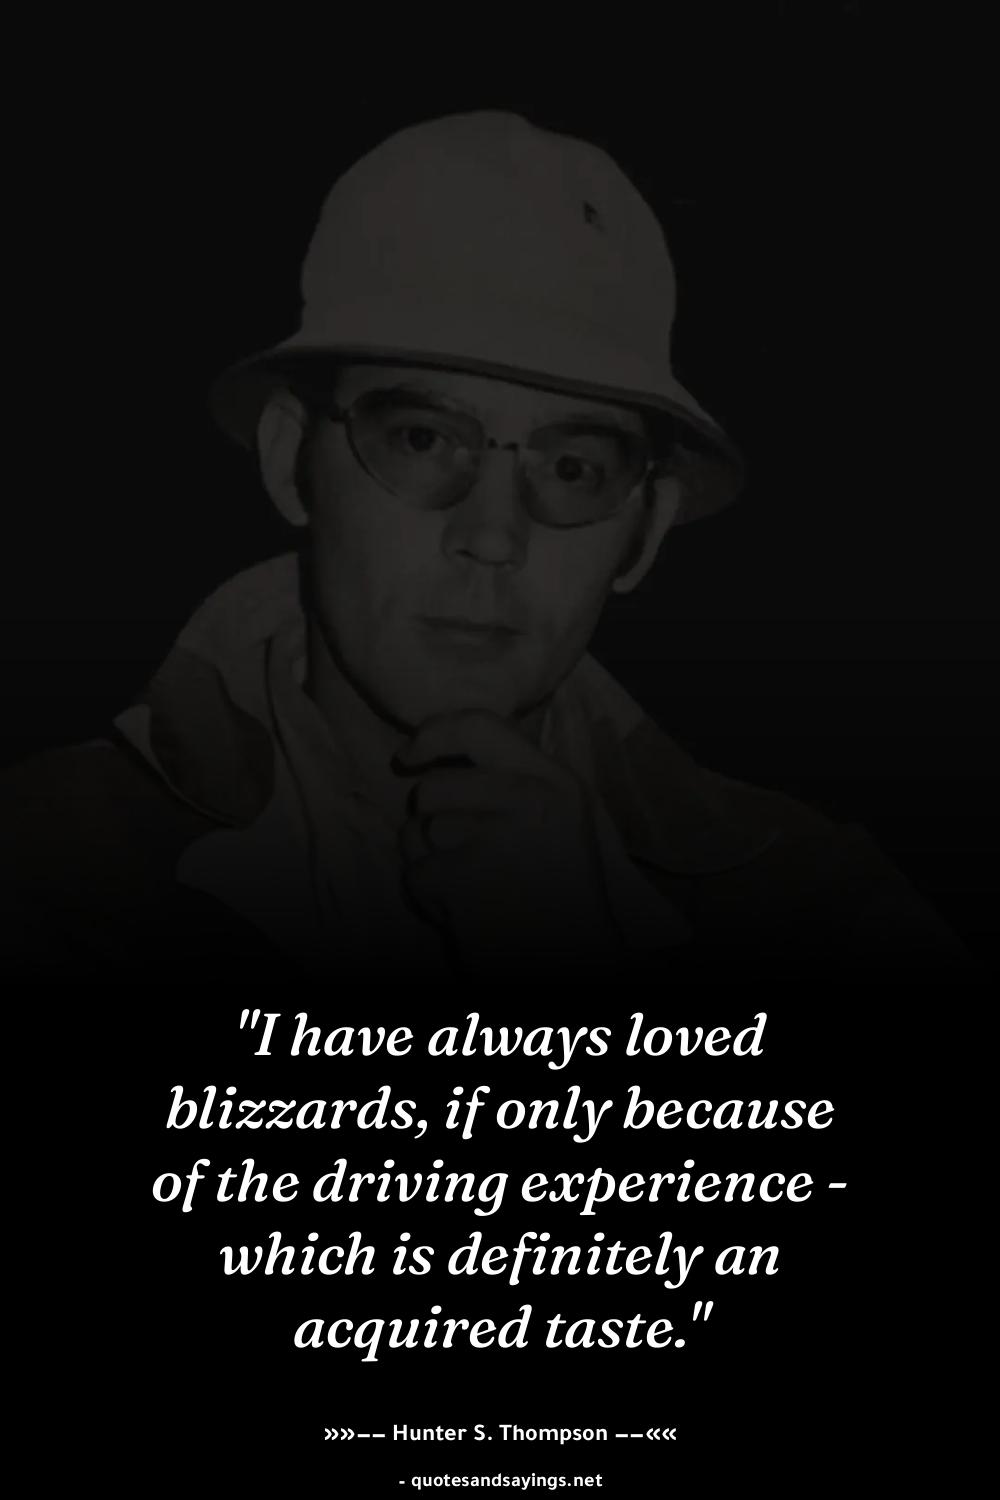 "I have always loved
blizzards, if only because
of the driving experience -
which is definitely an
acquired taste."
»»–– Hunter S. Thompson ––««
- quotesandsayings.net